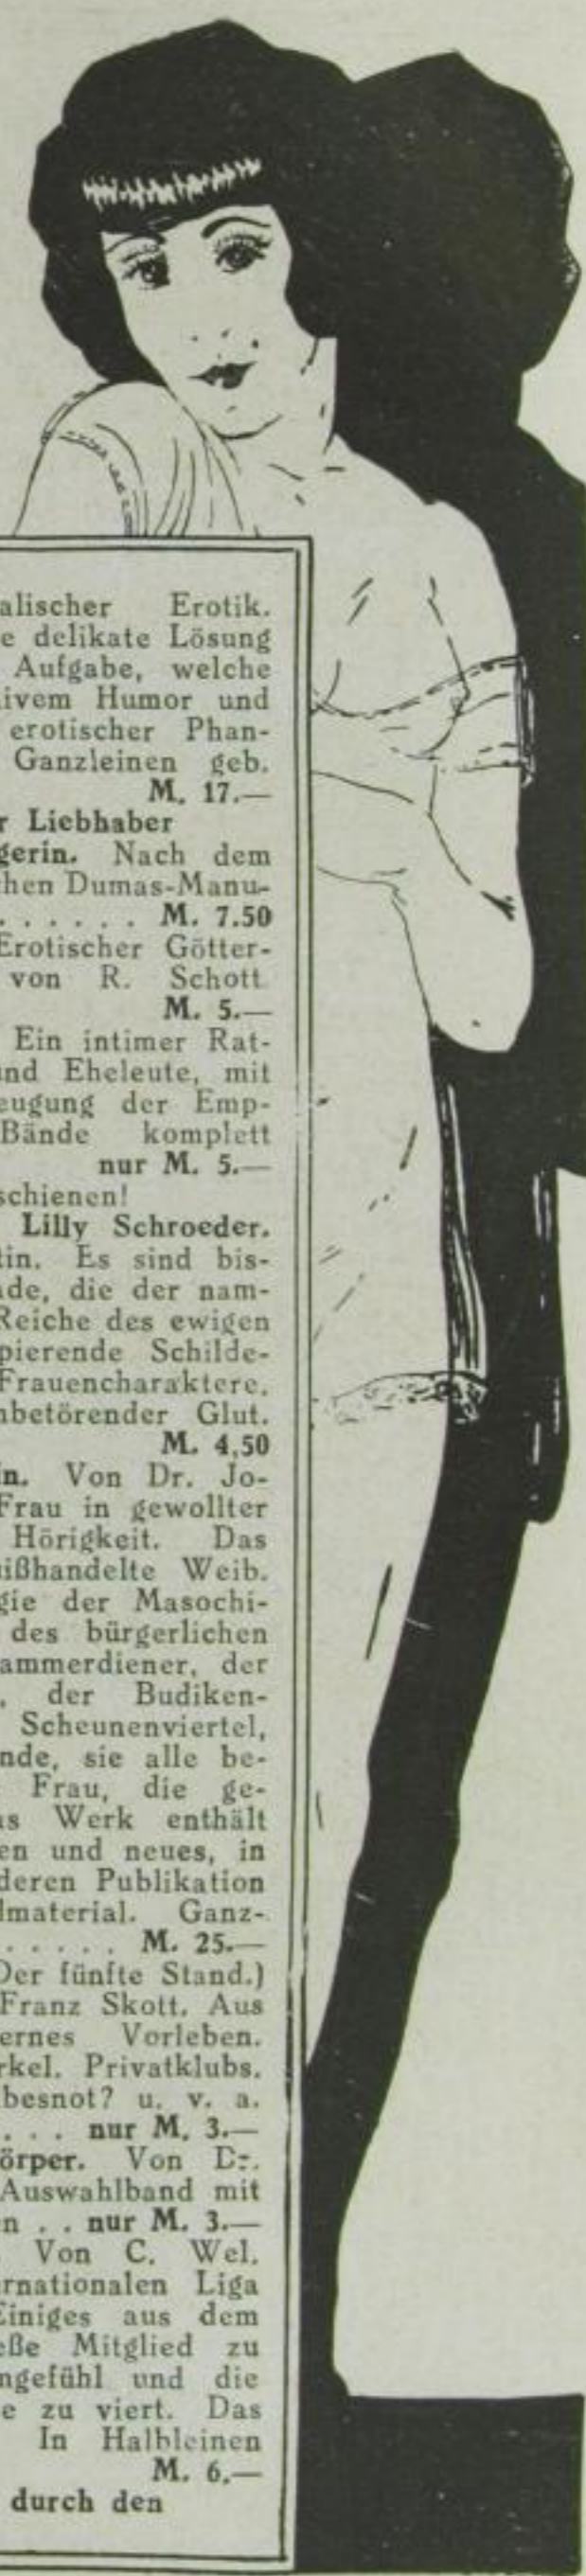 alischer Erotik.
e delikate Lösung
Aufgabe, welche
ivem Humor und
erotischer Phan-
Ganzleinen geb.
M. 17.—
r Liebhaber
gerin. Nach dem
chen Dumas-Manu-
. . . . . . M. 7.50
Erotischer Götter-
von R. Schott
M. 5.—
Ein intimer Rat-
und Eheleute, mit
eugung der Emp-
Bände komplett
nur M. 5.—
schienen!
Lilly Schroeder.
tin. Es sind bis-
ade, die der nam-
Reiche des ewigen
pierende Schilde-
Frauencharaktere.
nbetörender Glut.
M. 4,50
in. Von Dr. Jo-
Frau in gewollter
Hörigkeit. Das
ißhandelte Weib.
gie der Masochi-
des bürgerlichen
ammerdiener, der
, der Budiken-
Scheunenviertel,
nde, sie alle be-
Frau, die ge-
as Werk enthält
en und neues, in
deren Publikation
lmaterial. Ganz-
. . . . . M. 25.—
Der fünfte Stand.)
Franz Skott. Aus
ernes Vorleben.
rkel. Privatklubs.
besnot? u. v. a.
. . . nur M. 3.—
örper. Von Dr.
Auswahlband mit
n . . nur M. 3.—
Von C. Wel.
rnationalen Liga
Einiges aus dem
eße Mitglied zu
ngefühl und die
e zu viert. Das
In Halbleinen
M. 6.—
durch den